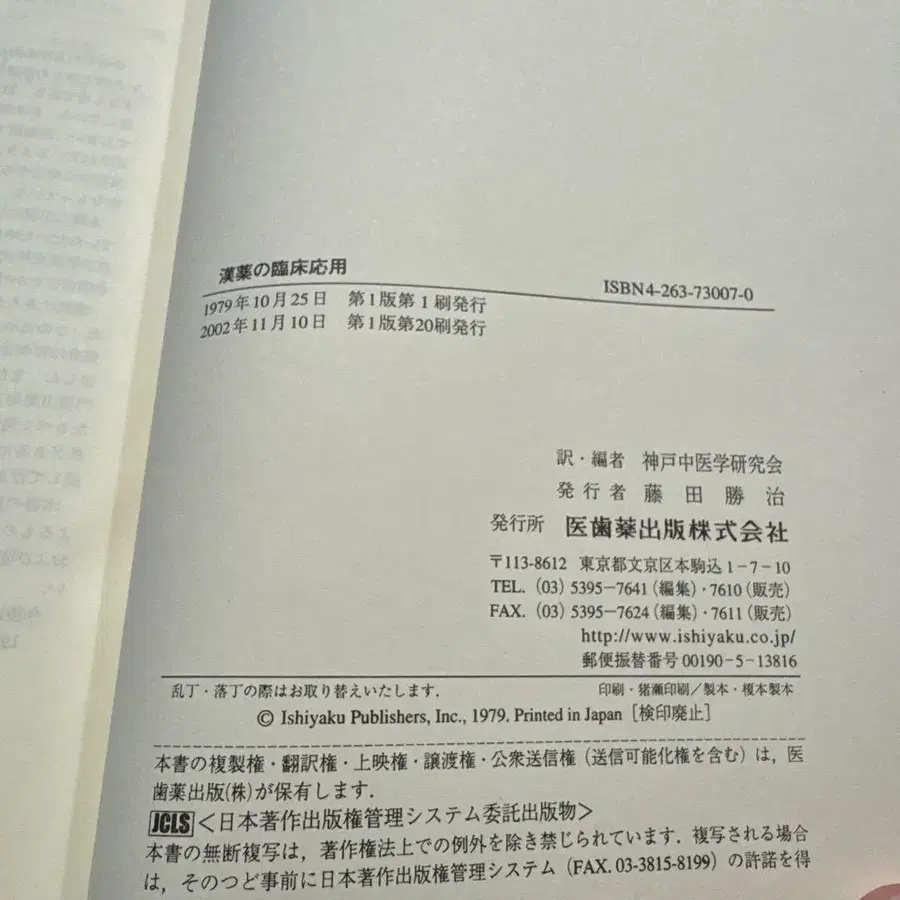 漢薬の臨床応用
ISBN4-263-73007-0
1979年10月25日 第1版第1刷発行
2002年11月10日 第1版第20刷発行
訳・編者 神戸中医学研究会
発行者 藤田勝治
発行所 医歯薬出版株式会社
〒113-8612 東京都文京区本駒込1-7-10
TEL. (03) 5395-7641 (編集)・7610 (販売)
FAX. (03) 5395-7624 (編集)・7611 (販売)
http://www.ishiyaku.co.jp/
郵便振替番号 00190-5-13816
乱丁・落丁の際はお取り替えいたします. 印刷・猪瀬印刷/製本・榎本製本
© Ishiyaku Publishers, Inc., 1979. Printed in Japan [検印廃止]
本書の複製権・翻訳権・上映権・譲渡権・公衆送信権 (送信可能化権を含む) は, 医
歯薬出版(株)が保有します.
JCLS <日本著作出版権管理システム委託出版物>
本書の無断複写は, 著作権法上での例外を除き禁じられています. 複写される場合
は, そのつど事前に日本著作出版権管理システム (FAX. 03-3815-8199) の許諾を得